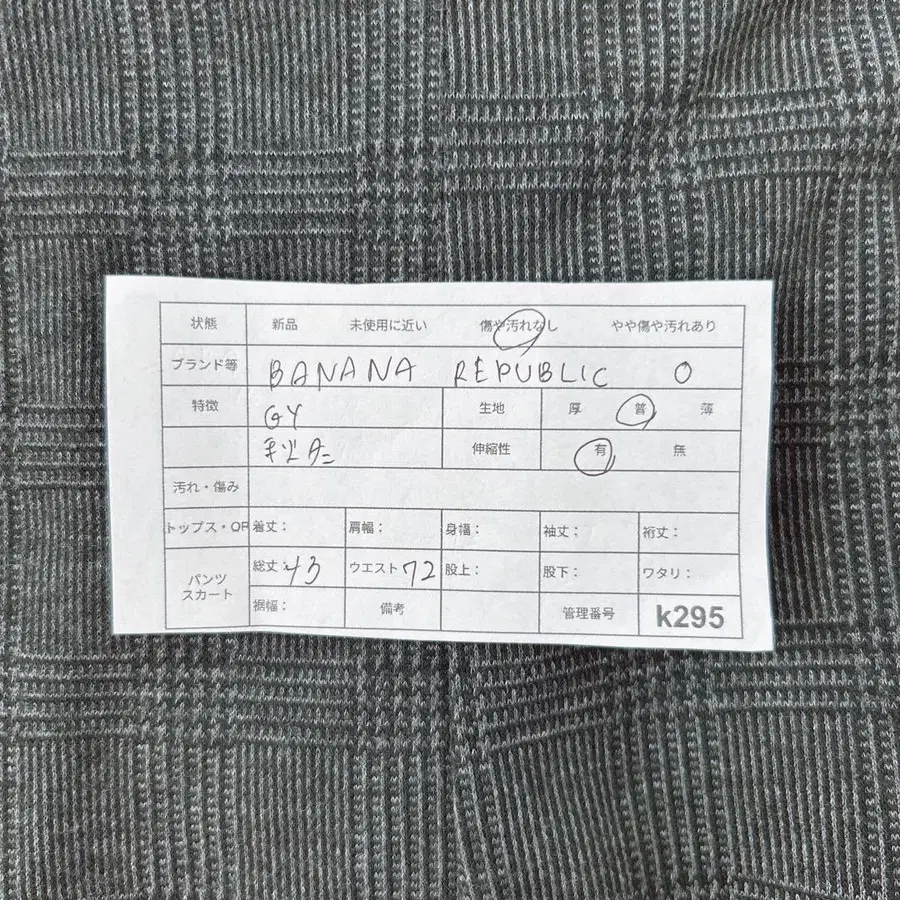 状態 新品 未使用に近い 傷や汚れなし やや傷や汚れあり
ブランド等 BANANA REPUBLIC 0
特徴 GY 生地 厚 普 薄
伸縮性 有 無
汚れ・傷み
トップス・OP 着丈： 肩幅： 身幅： 袖丈； 裄丈：
パンツ スカート 総丈：43 ウエスト72 股上： 股下： ワタリ：
裾幅： 備考 管理番号 k295